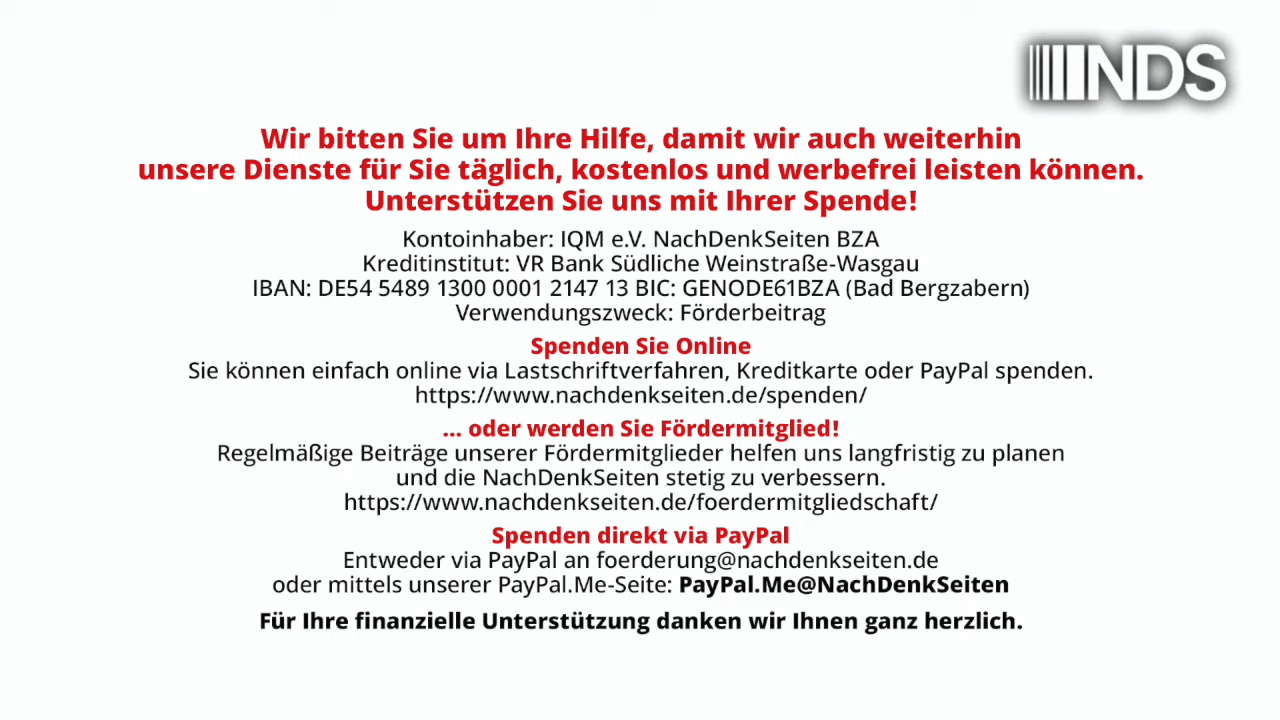 NDS
Wir bitten Sie um Ihre Hilfe, damit wir auch weiterhin
unsere Dienste für Sie täglich, kostenlos und werbefrei leisten können.
Unterstützen Sie uns mit Ihrer Spende!
Kontoinhaber: IQM e.V. NachDenkSeiten BZA
Kreditinstitut: VR Bank Südliche Weinstraße-Wasgau
IBAN: DE54 5489 1300 0001 2147 13 BIC: GENODE61BZA (Bad Bergzabern)
Verwendungszweck: Förderbeitrag
Spenden Sie Online
Sie können einfach online via Lastschriftverfahren, Kreditkarte oder PayPal spenden.
https://www.nachdenkseiten.de/spenden/
... oder werden Sie Fördermitglied!
Regelmäßige Beiträge unserer Fördermitglieder helfen uns langfristig zu planen
und die NachDenkSeiten stetig zu verbessern.
https://www.nachdenkseiten.de/foerdermitgliedschaft/
Spenden direkt via PayPal
Entweder via PayPal an foerderung@nachdenkseiten.de
oder mittels unserer PayPal.Me-Seite: PayPal.Me@NachDenkSeiten
Für Ihre finanzielle Unterstützung danken wir Ihnen ganz herzlich.